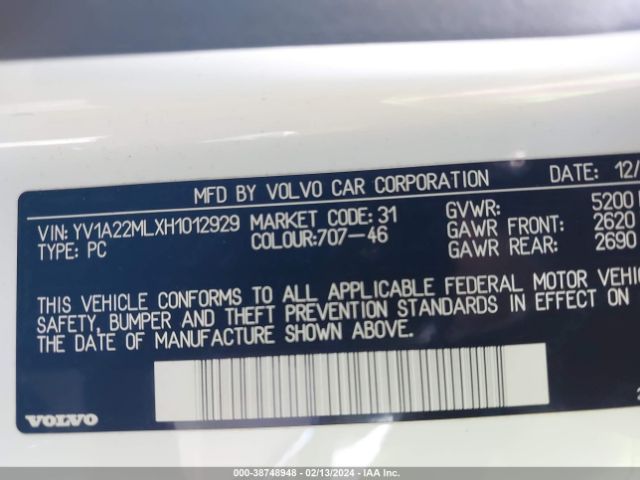 MFD BY VOLVO CAR CORPORATION DATE: 12/
VIN: YV1A22MLXH1012929 MARKET CODE: 31 GVWR: 5200
TYPE: PC COLOUR:707-46 GAWR FRONT: 2620
GAWR REAR: 2690
THIS VEHICLE CONFORMS TO ALL APPLICABLE FEDERAL MOTOR VEHIC
SAFETY, BUMPER AND THEFT PREVENTION STANDARDS IN EFFECT ON
THE DATE OF MANUFACTURE SHOWN ABOVE.
VOLVO
000-38748948 - 02/13/2024 - IAAI.COM